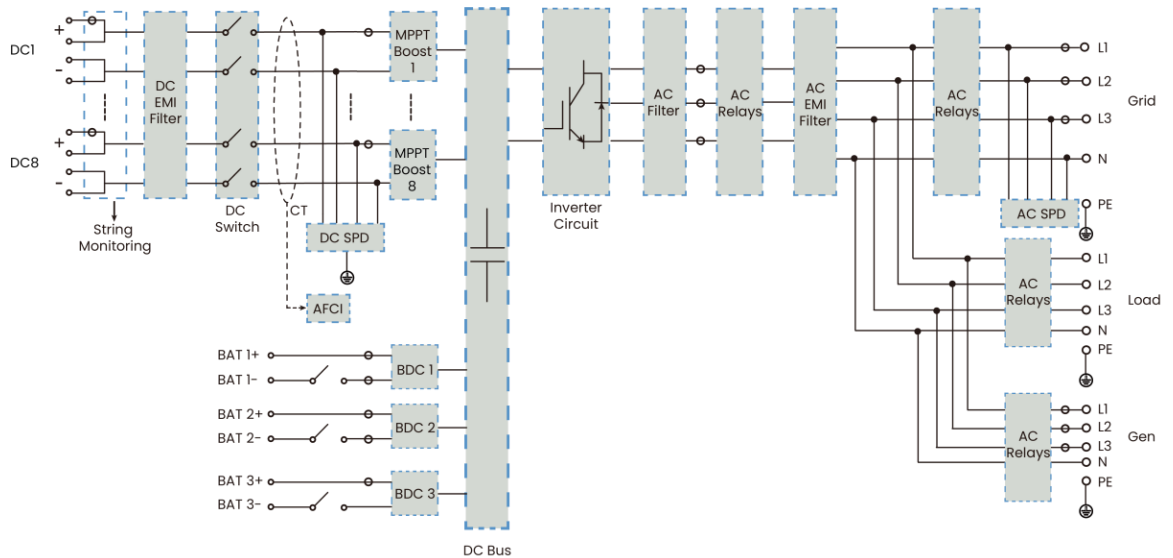 DC1
+
-
DC8
+
-
String
Monitoring
DC
EMI
Filter
DC
Switch
CT
DC SPD
AFCI
MPPT
Boost
1
MPPT
Boost
8
BAT 1+
BAT 1-
BDC 1
BAT 2+
BAT 2-
BDC 2
BAT 3+
BAT 3-
BDC 3
DC Bus
Inverter
Circuit
AC
Filter
AC
Relays
AC
EMI
Filter
AC
Relays
AC SPD
L1
L2
L3
N
PE
Grid
AC
Relays
L1
L2
L3
N
PE
Load
AC
Relays
L1
L2
L3
N
PE
Gen